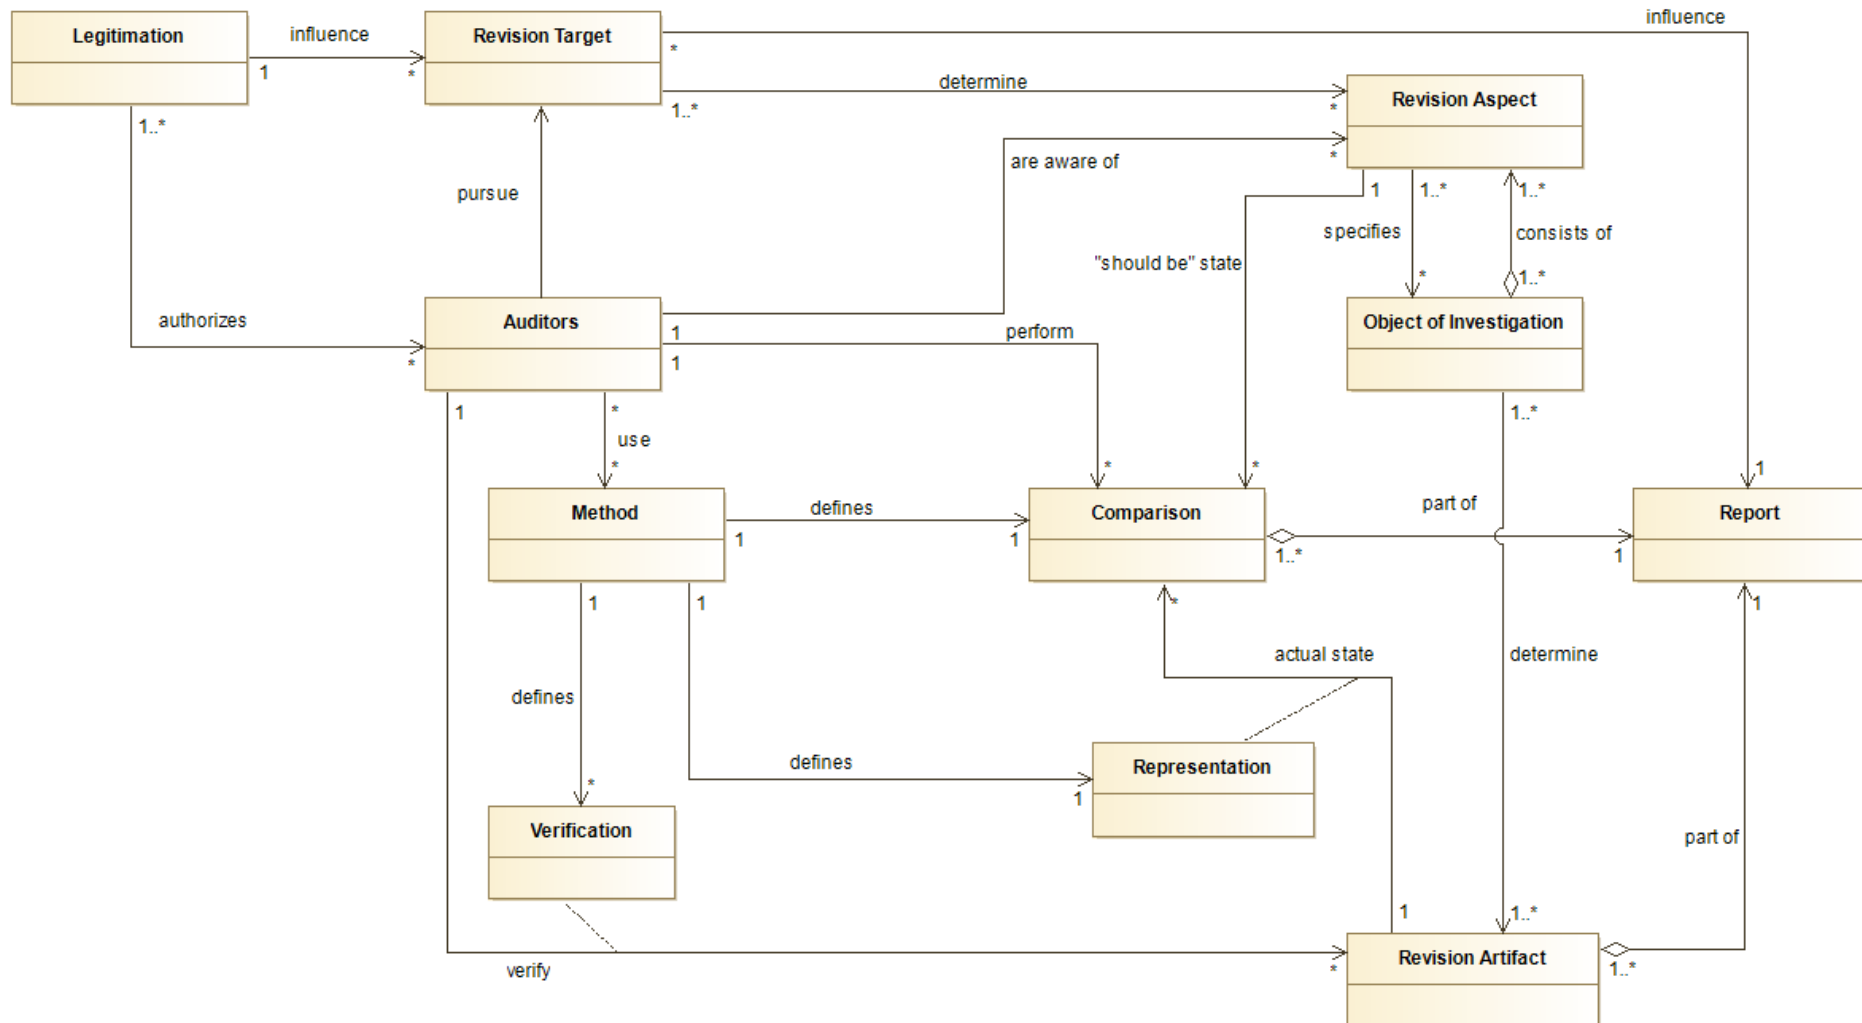 Legitimation
influence
1
*
Revision Target
*
influence
determine
1..*
*
Revision Aspect
1..*
are aware of
*
pursue
1
1..*
1..*
specifies
consists of
"should be" state
*
1..*
authorizes
*
Auditors
1
perform
1
Object of Investigation
1
*
use
*
1..*
*
*
1
Method
defines
1
1
Comparison
part of
1..*
1
Report
1
1
*
1
actual state
determine
defines
defines
*
1
Representation
Verification
part of
1
1..*
verify
*
Revision Artifact
1..*